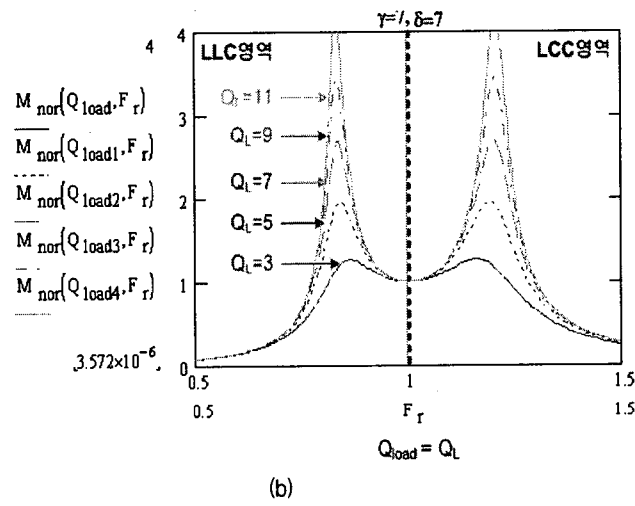 γ=7, δ=7
4
4
LLC영역
LCC영역
M nor(Q load,F r)
M nor(Q load1,F r)
M nor(Q load2,F r)
M nor(Q load3,F r)
M nor(Q load4,F r)
Q_L=11
Q_L=9
Q_L=7
Q_L=5
Q_L=3
3
2
1
0
3.572×10⁻⁶
0.5
1
1.5
0.5
F r
1.5
Q_load = Q_L
(b)